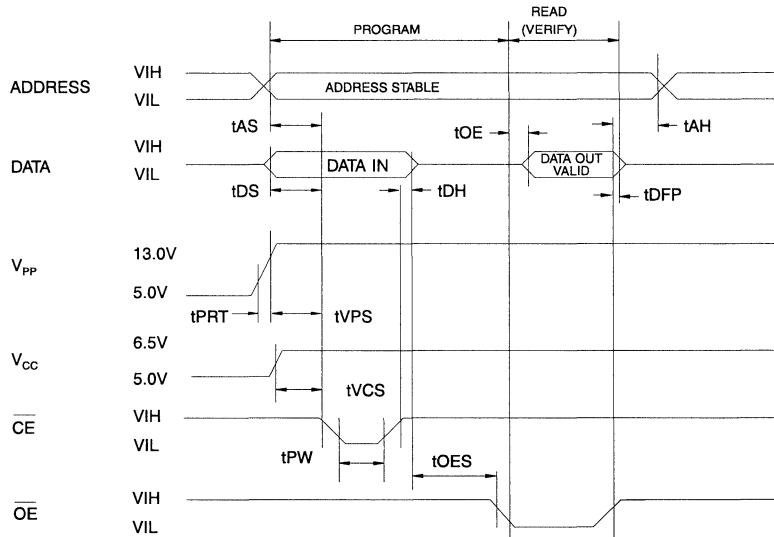 READ
PROGRAM (VERIFY)
ADDRESS VIH
VIL ADDRESS STABLE
tAS tOE tAH
DATA VIH
VIL DATA IN DATA OUT
VALID
tDS tDH tDFP
VPP 13.0V
5.0V
tPRT tVPS
VCC 6.5V
5.0V
tVCS
CE VIH
VIL
tPW tOES
OE VIH
VIL